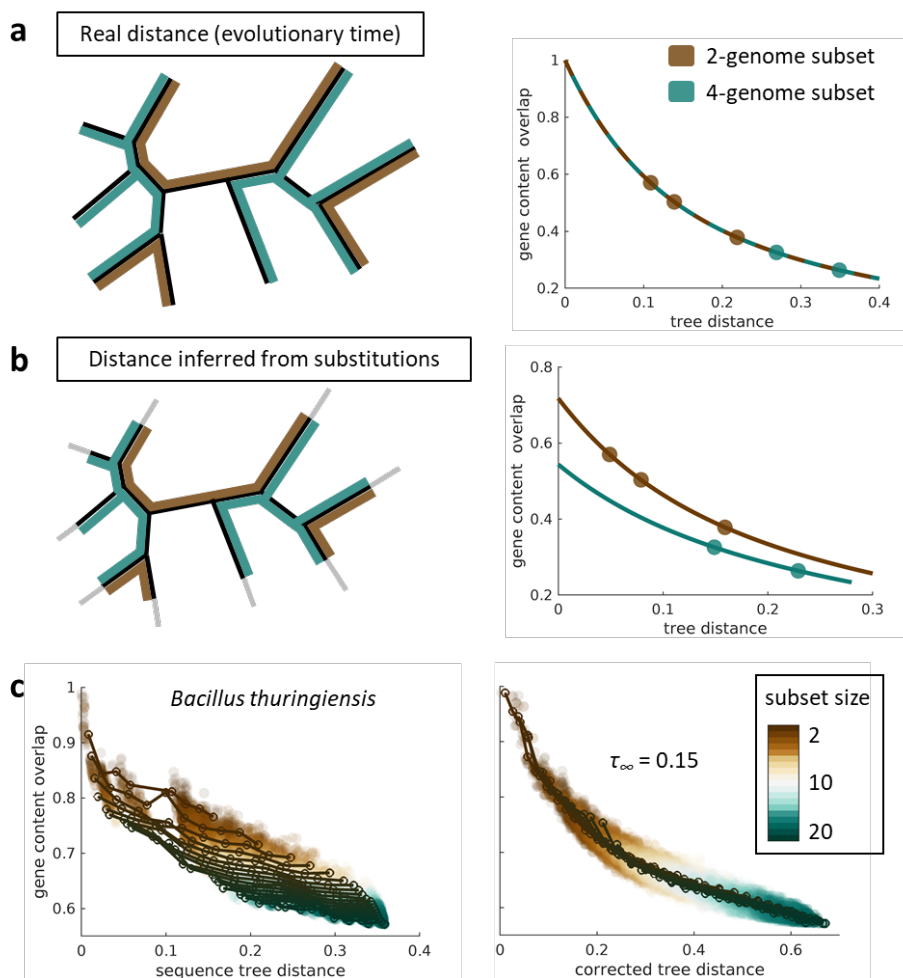 a
Real distance (evolutionary time)
2-genome subset
4-genome subset
gene content overlap
1
0.8
0.6
0.4
0.2
0
0.1
0.2
0.3
0.4
tree distance
b
Distance inferred from substitutions
gene content overlap
0.8
0.6
0.4
0.2
0
0.1
0.2
0.3
tree distance
c
Bacillus thuringiensis
gene content overlap
1
0.9
0.8
0.7
0.6
0
0.1
0.2
0.3
0.4
sequence tree distance
τ∞ = 0.15
0
0.2
0.4
0.6
corrected tree distance
subset size
2
10
20